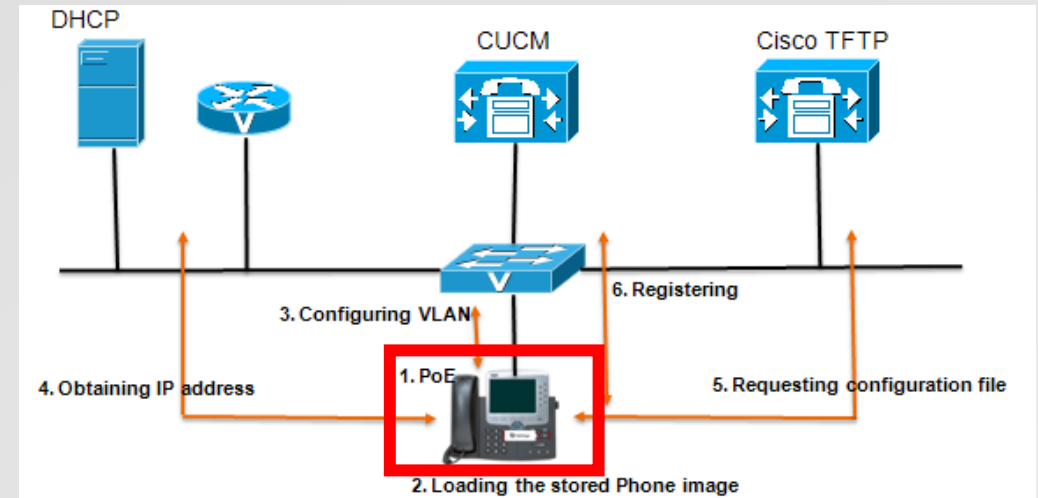 DHCP
CUCM
Cisco TFTP
V
V
3. Configuring VLAN
6. Registering
1. PoE
4. Obtaining IP address
5. Requesting configuration file
2. Loading the stored Phone image